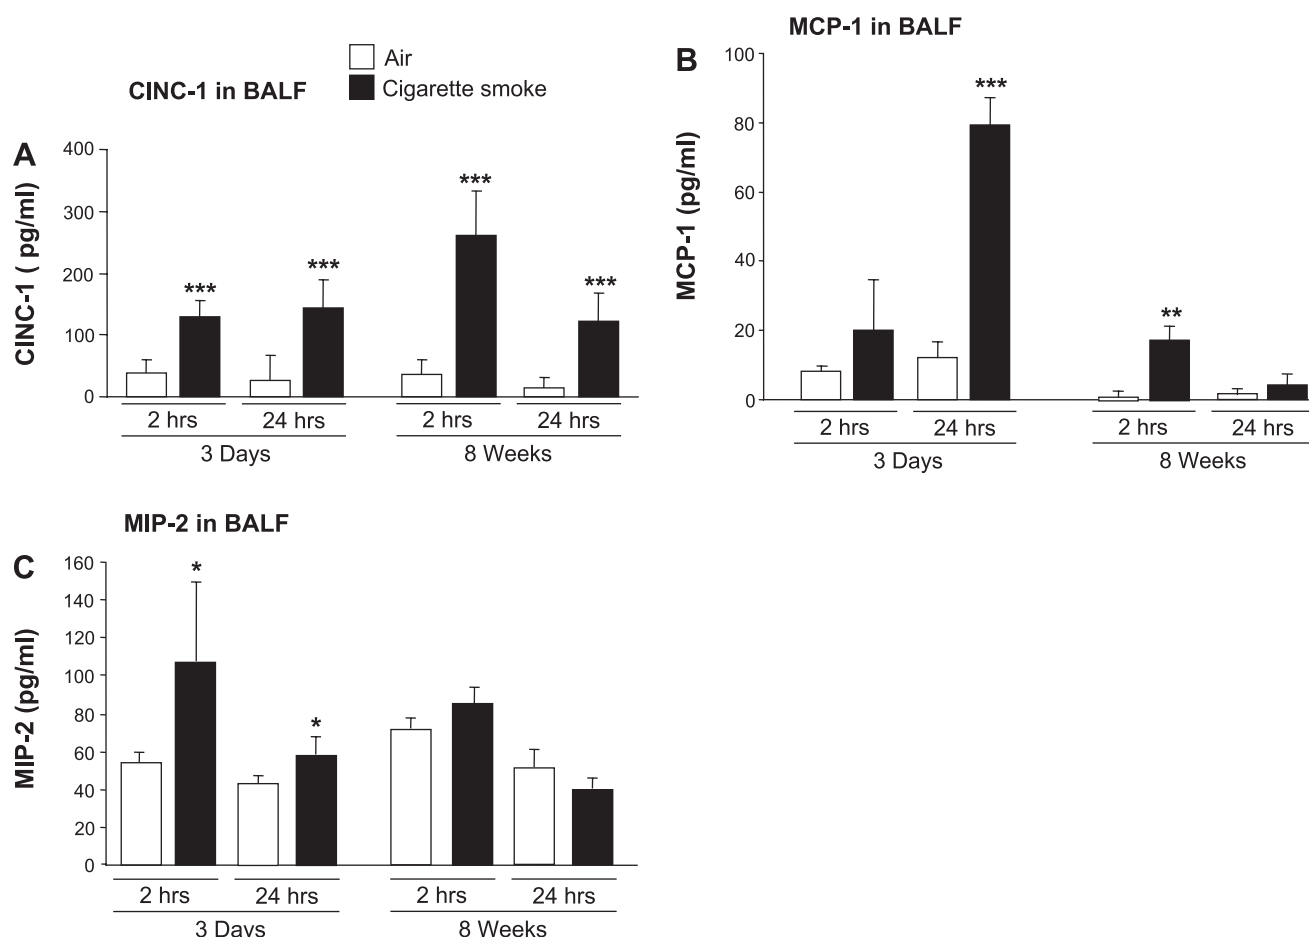 Air
Cigarette smoke
CINC-1 in BALF
A
CINC-1 ( pg/ml)
400
300
200
100
0
***
***
***
***
2 hrs
24 hrs
2 hrs
24 hrs
3 Days
8 Weeks
MCP-1 in BALF
B
MCP-1 (pg/ml)
100
80
60
40
20
0
***
**
2 hrs
24 hrs
2 hrs
24 hrs
3 Days
8 Weeks
MIP-2 in BALF
C
MIP-2 (pg/ml)
160
140
120
100
80
60
40
20
0
*
*
2 hrs
24 hrs
2 hrs
24 hrs
3 Days
8 Weeks